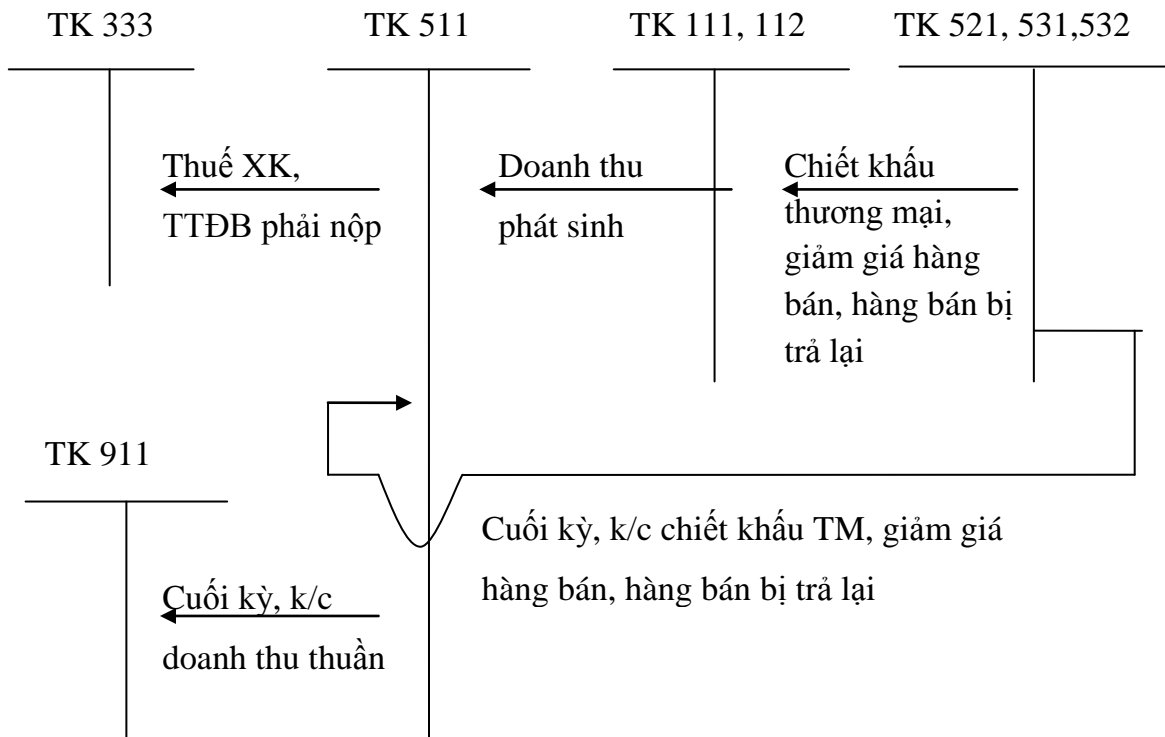 TK 333
TK 511
TK 111, 112
TK 521, 531,532
Thuế XK,
TTĐB phải nộp
Doanh thu
phát sinh
Chiết khấu
thương mại,
giảm giá hàng
bán, hàng bán bị
trả lại
TK 911
Cuối kỳ, k/c chiết khấu TM, giảm giá
hàng bán, hàng bán bị trả lại
Cuối kỳ, k/c
doanh thu thuần